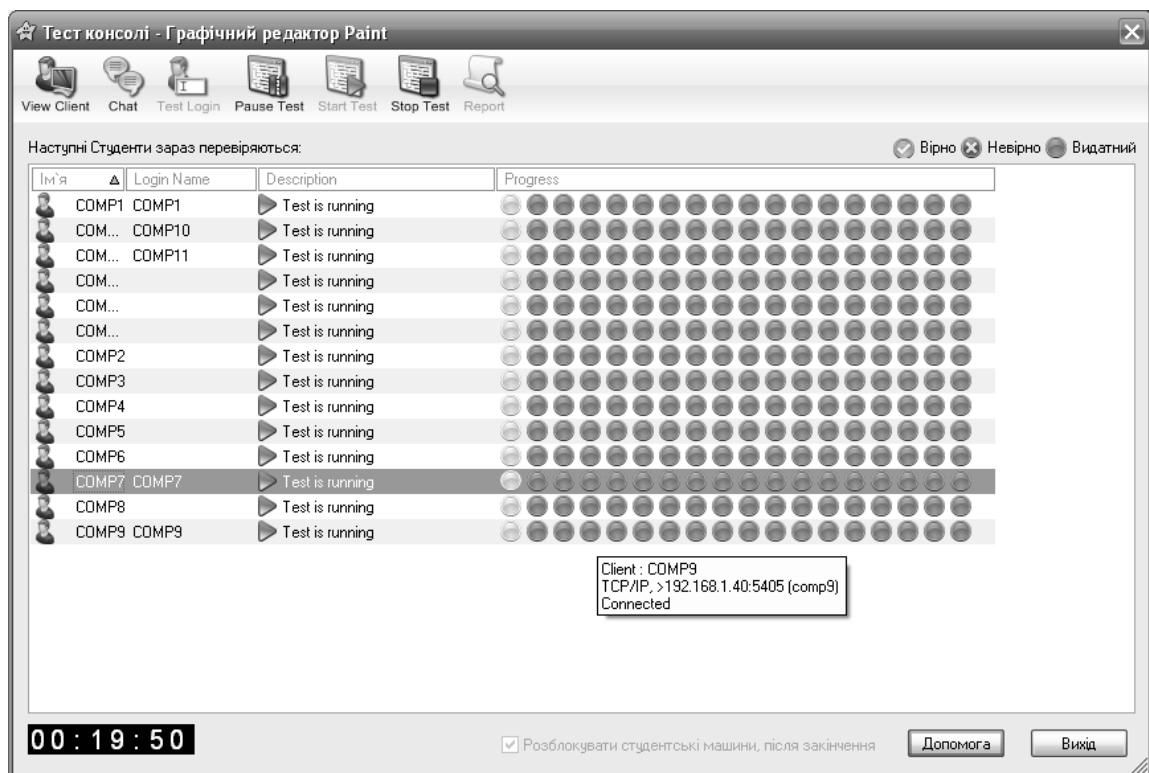 Тест консолі - Графічний редактор Paint
View Client Chat Test Login Pause Test Start Test Stop Test Report
Наступні Студенти зараз перевіряються: Вірно Невірно Видатний
Ім`я Login Name Description Progress
COMP1 COMP1 Test is running
COM... COMP10 Test is running
COM... COMP11 Test is running
COM... Test is running
COM... Test is running
COM... Test is running
COMP2 Test is running
COMP3 Test is running
COMP4 Test is running
COMP5 Test is running
COMP6 Test is running
COMP7 COMP7 Test is running
COMP8 Test is running
COMP9 COMP9 Test is running
Client : COMP9
TCP/IP, >192.168.1.40:5405 (comp9)
Connected
00:19:50 Розблокувати студентські машини, після закінчення Допомога Вихід